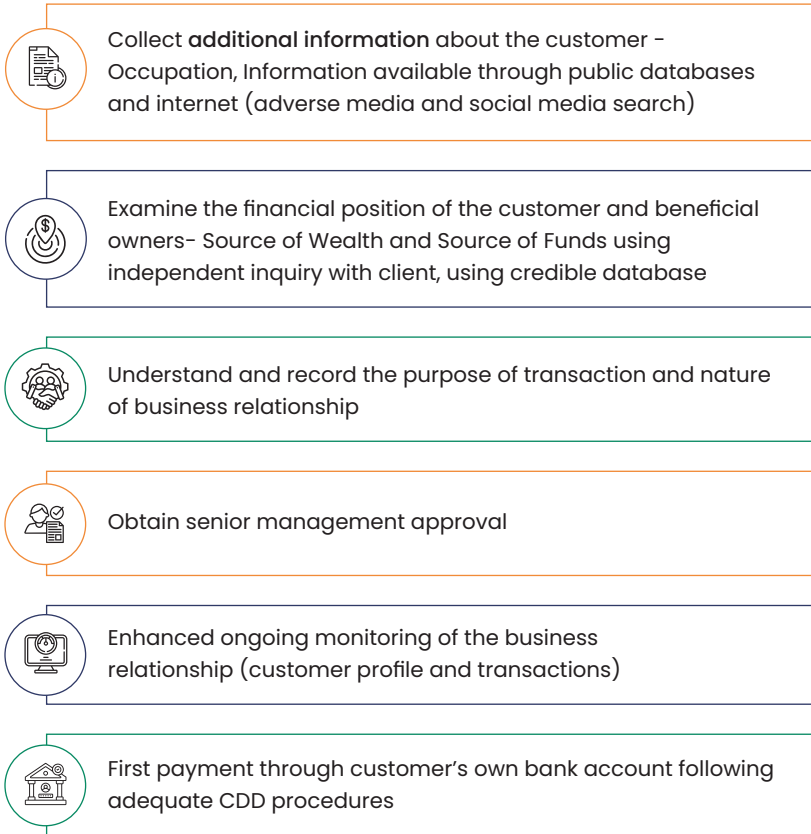 Collect additional information about the customer -
Occupation, Information available through public databases
and internet (adverse media and social media search)
Examine the financial position of the customer and beneficial
owners- Source of Wealth and Source of Funds using
independent inquiry with client, using credible database
Understand and record the purpose of transaction and nature
of business relationship
Obtain senior management approval
Enhanced ongoing monitoring of the business
relationship (customer profile and transactions)
First payment through customer’s own bank account following
adequate CDD procedures